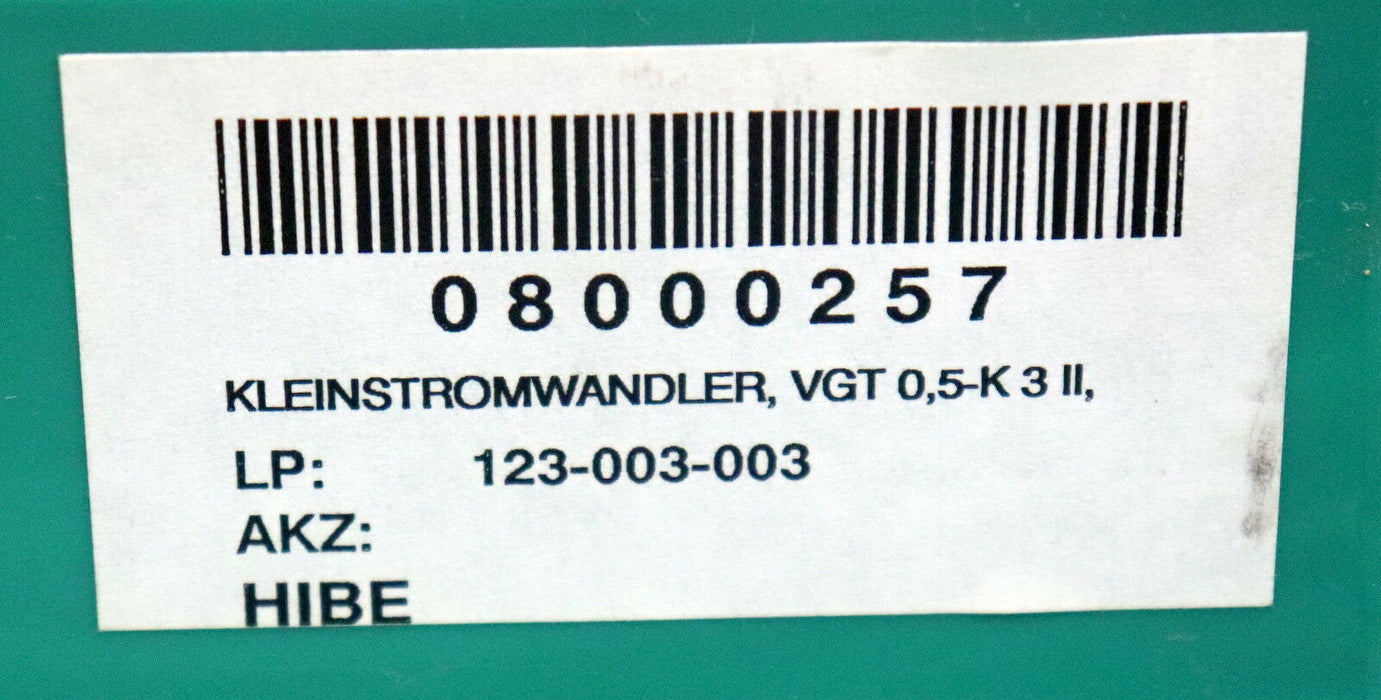 08000257
KLEINSTROMWANDLER, VGT 0,5-K 3 II,
LP: 123-003-003
AKZ:
HIBE